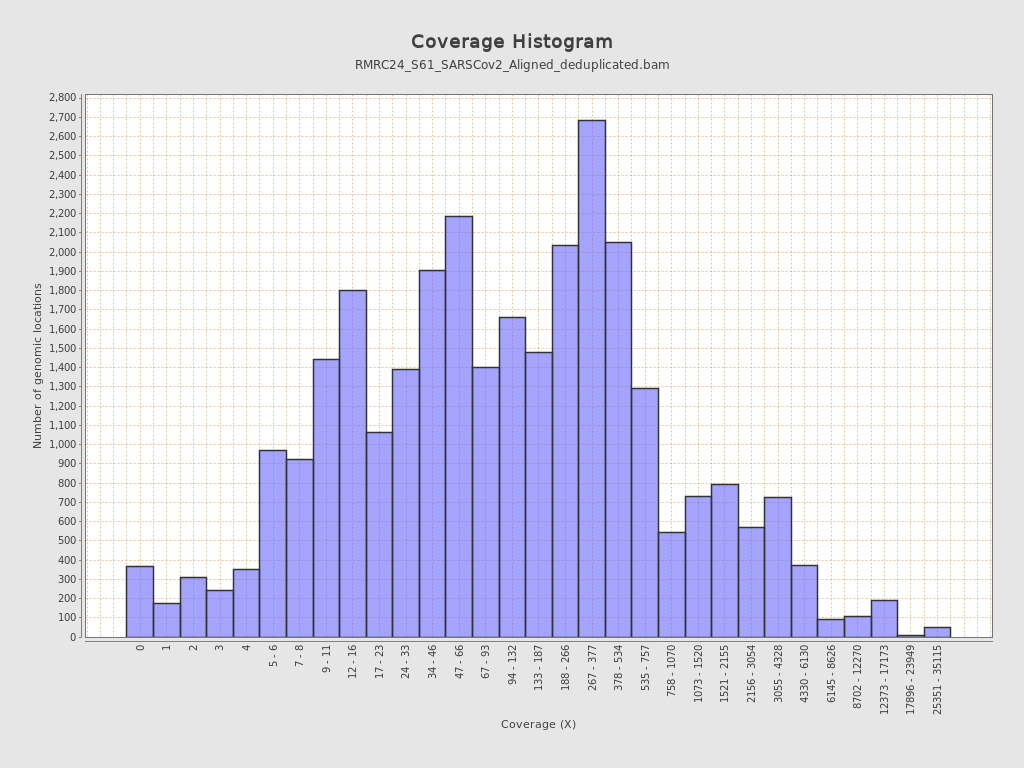 Coverage Histogram
RMRC24_S61_SARSCov2_Aligned_deduplicated.bam
2,800
2,700
2,600
2,500
2,400
2,300
2,200
2,100
2,000
1,900
1,800
1,700
1,600
1,500
1,400
1,300
1,200
1,100
1,000
900
800
700
600
500
400
300
200
100
0
Number of genomic locations
0
1
2
3
4
5 - 6
7 - 8
9 - 11
12 - 16
17 - 23
24 - 33
34 - 46
47 - 66
67 - 93
94 - 132
133 - 187
188 - 266
267 - 377
378 - 534
535 - 757
758 - 1070
1073 - 1520
1521 - 2155
2156 - 3054
3055 - 4328
4330 - 6130
6145 - 8626
8702 - 12270
12373 - 17173
17896 - 23949
25351 - 35115
Coverage (X)